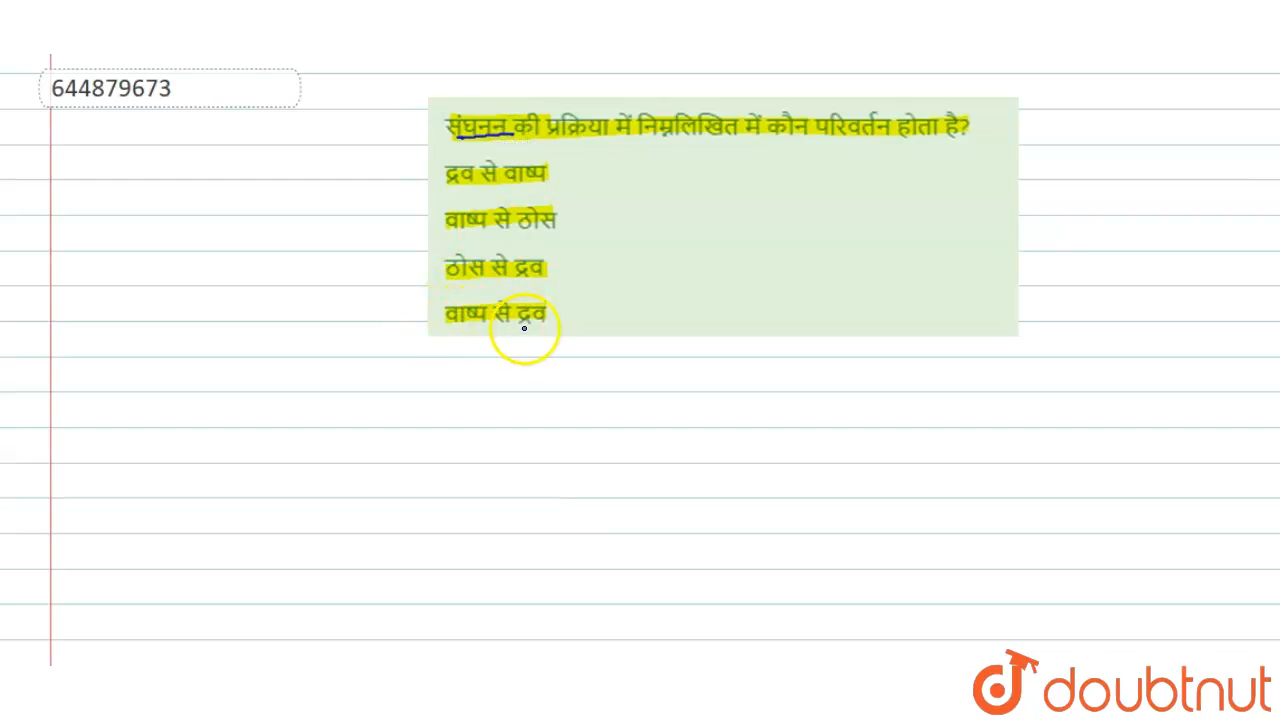 644879673
संघनन की प्रक्रिया में निम्नलिखित में कौन परिवर्तन होता है?
द्रव से वाष्प
वाष्प से ठोस
ठोस से द्रव
वाष्प से द्रव
doubtnut